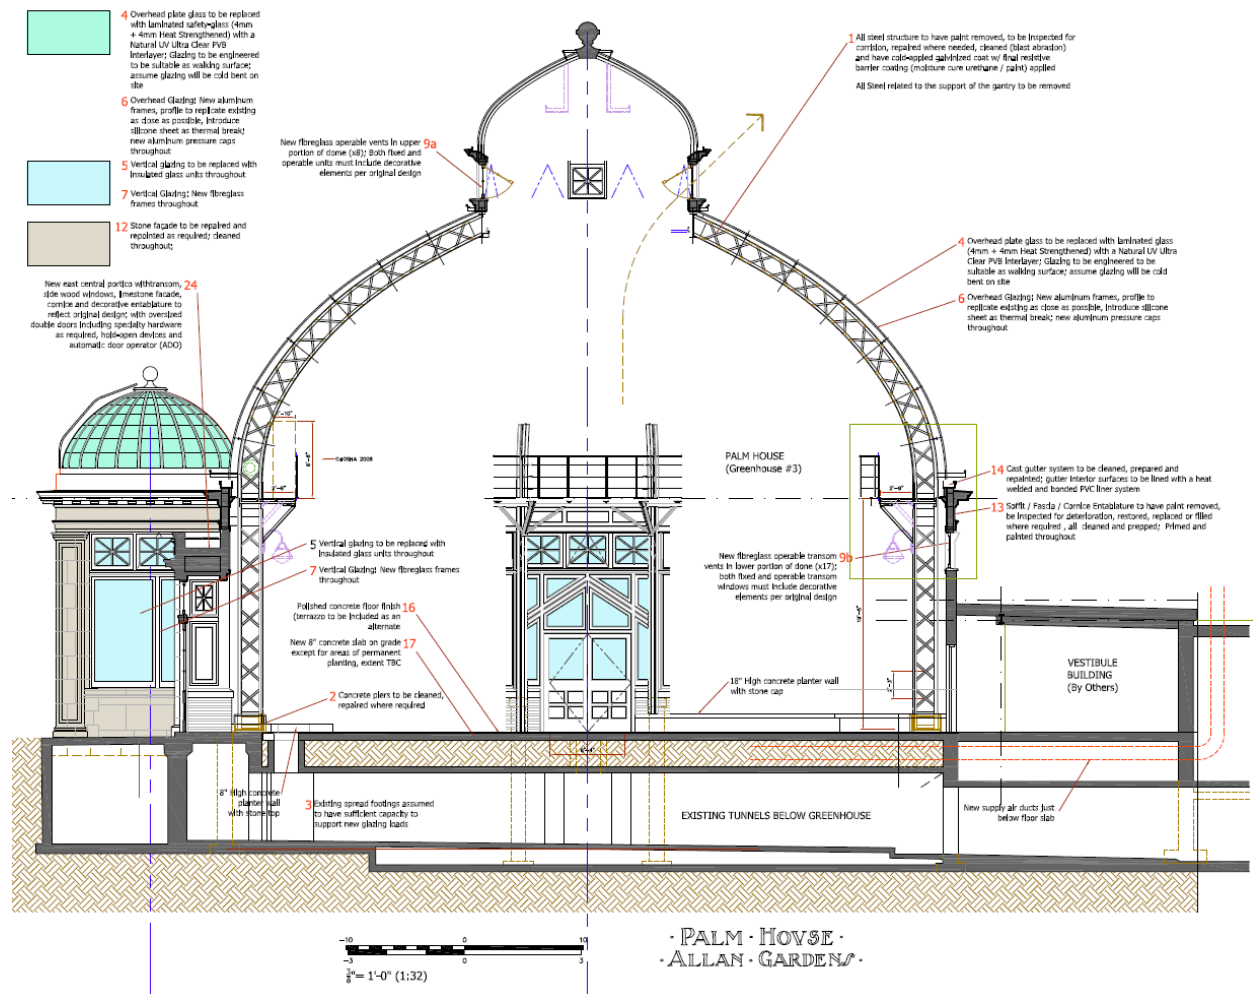 4 Overhead plate glass to be replaced
with laminated safety-glass (4mm
+ 4mm Heat Strengthened) with a
Natural UV Ultra Clear PVB
Interlayer; Glazing to be engineered
to be suitable as walking surface;
assume glazing will be cold bent on
site
6 Overhead Glazing: New aluminum
frames, profile to replicate existing
as close as possible, introduce
silicone sheet as thermal break;
new aluminum pressure caps
throughout
5 Vertical glazing to be replaced with
insulated glass units throughout
7 Vertical Glazing: New fibreglass
frames throughout
12 Stone façade to be repaired and
repointed as required; cleaned
throughout;
New east central portico withtransom, 24
side wood windows, limestone facade,
cornice and decorative entablature to
reflect original design; with oversized
double doors including specialty hardware
as required, hold-open devices and
automatic door operator (ADO)
New fibreglass operable vents in upper 9a
portion of dome (x8); Both fixed and
operable units must include decorative
elements per original design
1 All steel structure to have paint removed, to be inspected for
corrision, repaired where needed, cleaned (blast abrasion)
and have cold-applied galvinized coat w/ final resistive
barrier coating (moisture cure urethane / paint) applied
All Steel related to the support of the gantry to be removed
4 Overhead plate glass to be replaced with laminated glass
(4mm + 4mm Heat Strengthened) with a Natural UV Ultra
Clear PVB Interlayer; Glazing to be engineered to be
suitable as walking surface; assume glazing will be cold
bent on site
6 Overhead Glazing: New aluminum frames, profile to
replicate existing as close as possible, introduce silicone
sheet as thermal break; new aluminum pressure caps
throughout
PALM HOUSE
(Greenhouse #3)
14 Cast gutter system to be cleaned, prepared and
repainted; gutter interior surfaces to be lined with a heat
welded and bonded PVC liner system
13 Soffit / Fascia / Cornice Entablature to have paint removed,
be inspected for deterioration, restored, replaced or filled
where required , all cleaned and prepped; Primed and
painted throughout
5 Vertical glazing to be replaced with
insulated glass units throughout
7 Vertical Glazing: New fibreglass frames
throughout
New fibreglass operable transom 9b
vents in lower portion of done (x17);
both fixed and operable transom
windows must include decorative
elements per original design
Polished concrete floor finish 16
(terrazzo to be included as an
alternate
New 8" concrete slab on grade 17
except for areas of permanent
planting, extent TBC
2 Concrete piers to be cleaned,
repaired where required
18" High concrete planter wall
with stone cap
VESTIBULE
BUILDING
(By Others)
6'-4"
8" High concrete
planter wall
with stone top
3 Existing spread footings assumed
to have sufficient capacity to
support new glazing loads
EXISTING TUNNELS BELOW GREENHOUSE
New supply air ducts just
below floor slab
-10 0 10
-3 0 3
3/8"= 1'-0" (1:32)
· PALM · HOVSE ·
· ALLAN · GARDENS ·